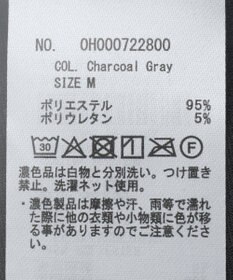 NO. OH000722800
COL. Charcoal Gray
SIZE M
ポリエステル 95%
ポリウレタン 5%
30 F
濃色品は白物と分別洗い。つけ置き
禁止。洗濯ネット使用。
・濃色製品は摩擦や汗、雨等で濡れ
た際に他の衣類や小物類に色が移
る事がありますのでご注意下さい。